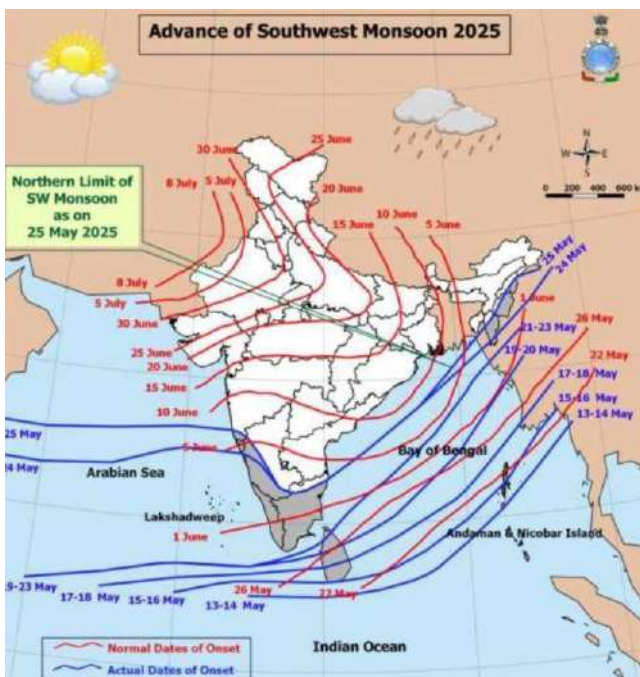 Advance of Southwest Monsoon 2025
N
W E
S
0 200 400 600 k
Northern Limit of
SW Monsoon
as on
25 May 2025
30 June
25 June
8 July
5 July
20 June
15 June
10 June
5 June
25 May
24 May
1 June
26 May
21-23 May
19-20 May
22 May
17-18 May
15-16 May
13-14 May
8 July
5 July
30 June
25 June
20 June
15 June
10 June
5 June
25 May
24 May
Arabian Sea
Bay of Bengal
Lakshadweep
1 June
Andaman & Nicobar Island
19-23 May
17-18 May
15-16 May
13-14 May
26 May
22 May
Indian Ocean
Normal Dates of Onset
Actual Dates of Onset